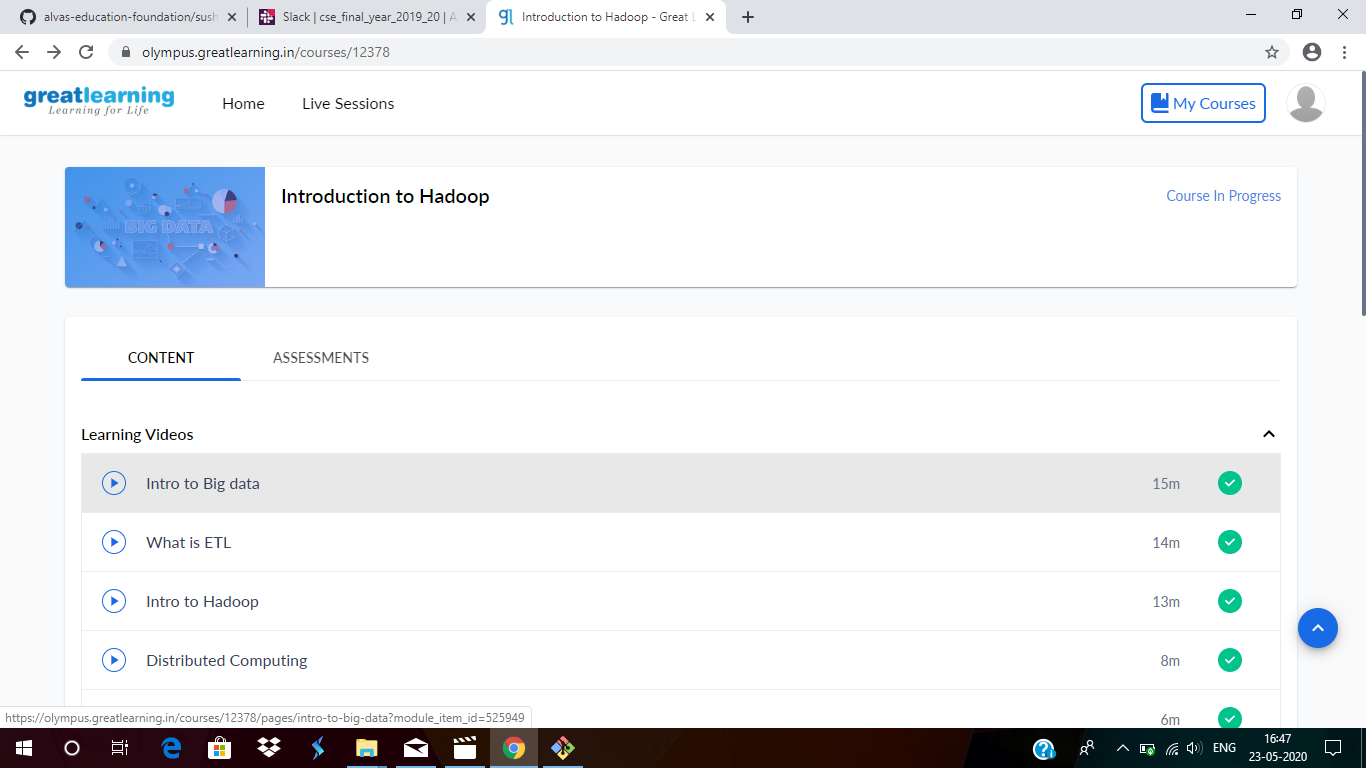 alvas-education-foundation/sush
Slack | cse_final_year_2019_20 | A
Introduction to Hadoop - Great L
olympus.greatlearning.in/courses/12378
greatlearning
Learning for Life
Home
Live Sessions
My Courses
BIG DATA
Introduction to Hadoop
Course In Progress
CONTENT
ASSESSMENTS
Learning Videos
Intro to Big data 15m
What is ETL 14m
Intro to Hadoop 13m
Distributed Computing 8m
6m
https://olympus.greatlearning.in/courses/12378/pages/intro-to-big-data?module_item_id=525949
ENG
16:47
23-05-2020